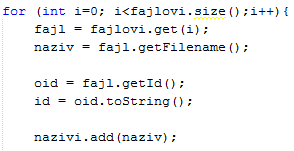 for (int i=0; i<fajlovi.size();i++){
fajl = fajlovi.get(i);
naziv = fajl.getFilename();
oid = fajl.getId();
id = oid.toString();
nazivi.add(naziv);